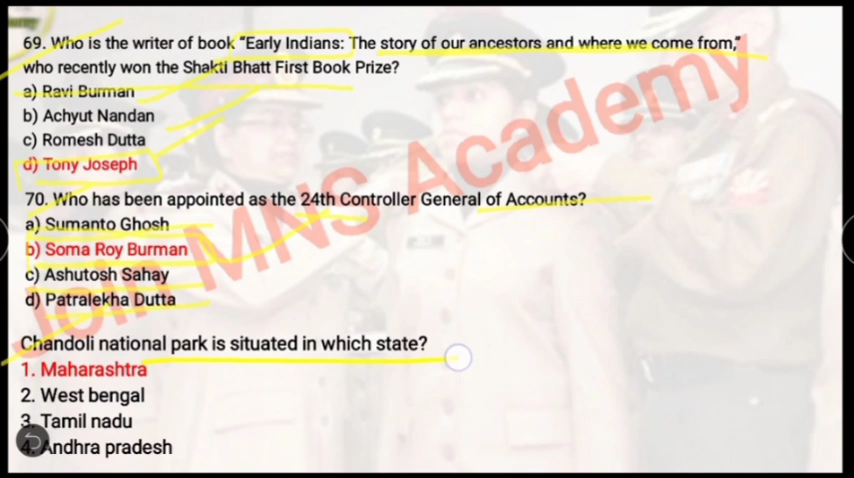 69. Who is the writer of book “Early Indians: The story of our ancestors and where we come from,”
who recently won the Shakti Bhatt First Book Prize?
a) Ravi Burman
b) Achyut Nandan
c) Romesh Dutta
d) Tony Joseph
70. Who has been appointed as the 24th Controller General of Accounts?
a) Sumanto Ghosh
b) Soma Roy Burman
c) Ashutosh Sahay
d) Patralekha Dutta
Chandoli national park is situated in which state?
1. Maharashtra
2. West bengal
3. Tamil nadu
4. Andhra pradesh
Join MNS Academy